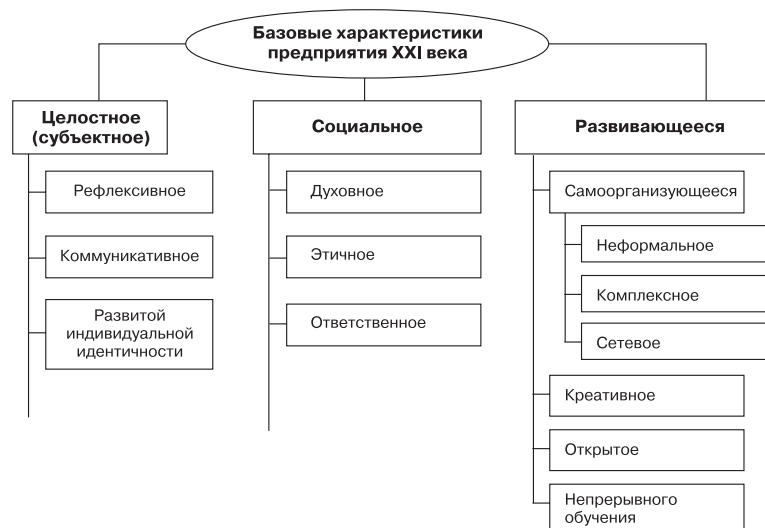 Базовые характеристики
предприятия XXI века
Целостное
(субъектное)
Рефлексивное
Коммуникативное
Развитой
индивидуальной
идентичности
Социальное
Духовное
Этичное
Ответственное
Развивающееся
Самоорганизующееся
Неформальное
Комплексное
Сетевое
Креативное
Открытое
Непрерывного
обучения